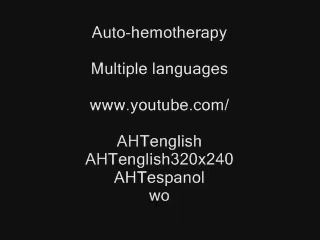 Auto-hemotherapy
Multiple languages
www.youtube.com/
AHTenglish
AHTenglish320x240
AHTespanol
wo